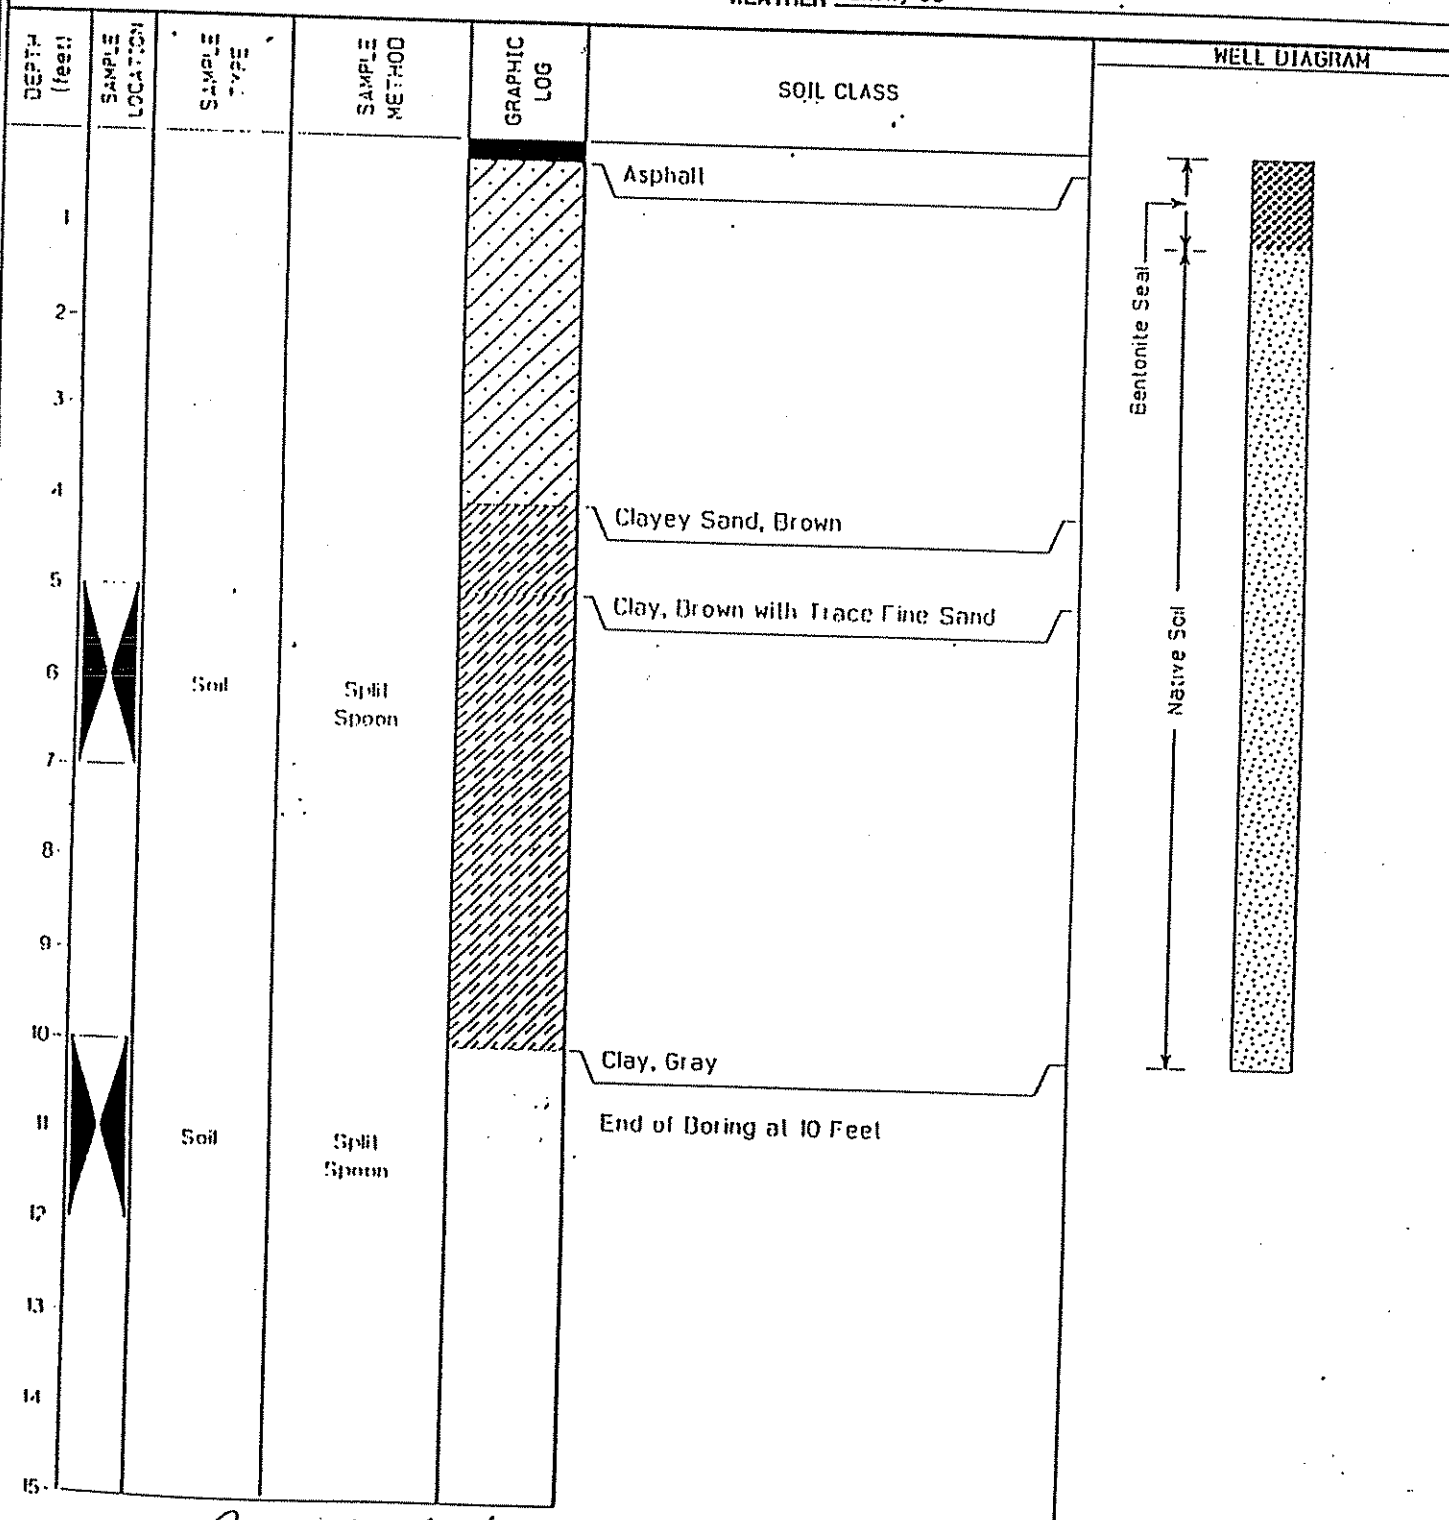 WEATHER
DEPTH (feet)
SAMPLE LOCATION
SAMPLE TYPE
SAMPLE METHOD
GRAPHIC LOG
SOIL CLASS
WELL DIAGRAM
Asphalt
1
2
3
4
Bentonite Seal
Clayey Sand, Brown
5
Clay, Brown with Trace Fine Sand
6
Soil
Split
Spoon
Native Soil
7
8
9
10
Clay, Gray
11
Soil
Split
Spoon
End of Boring at 10 Feet
12
13
14
15